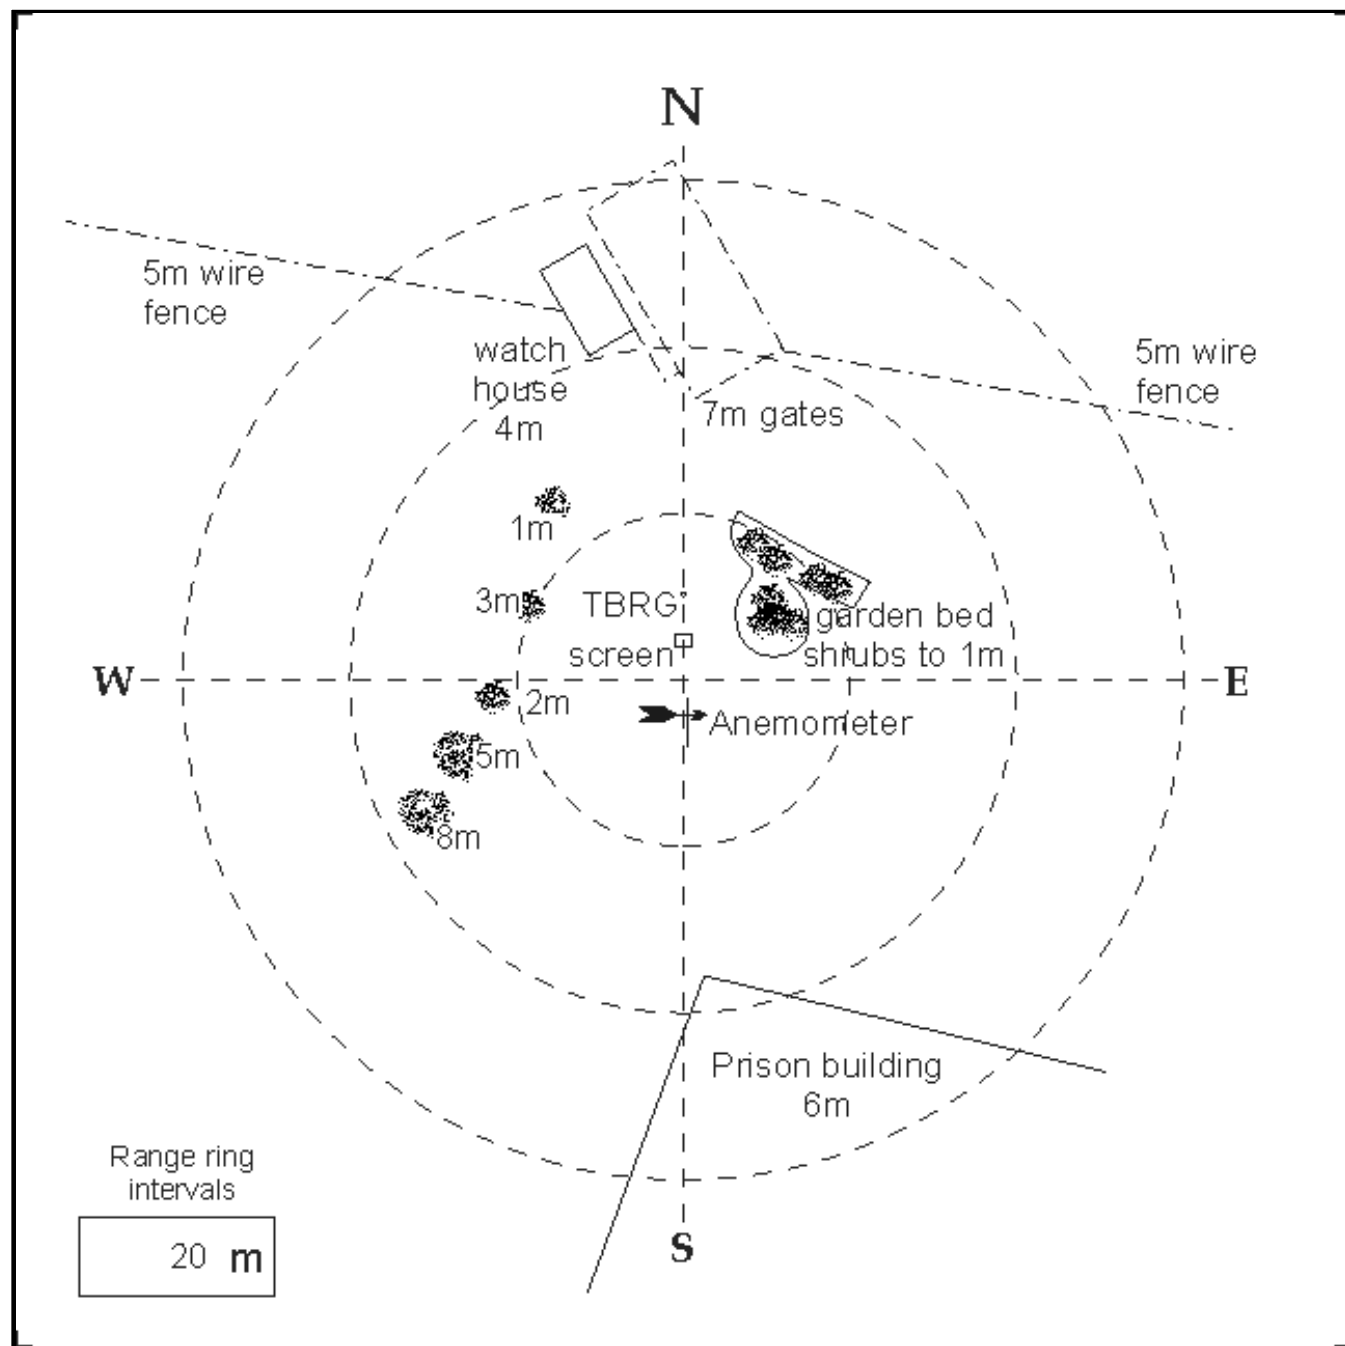 N
5m wire
fence
watch
house
4m
5m wire
fence
7m gates
1m
3m
TBRG
screen
garden bed
shrubs to 1m
W
E
2m
Anemometer
5m
8m
Prison building
6m
Range ring
intervals
20 m
S